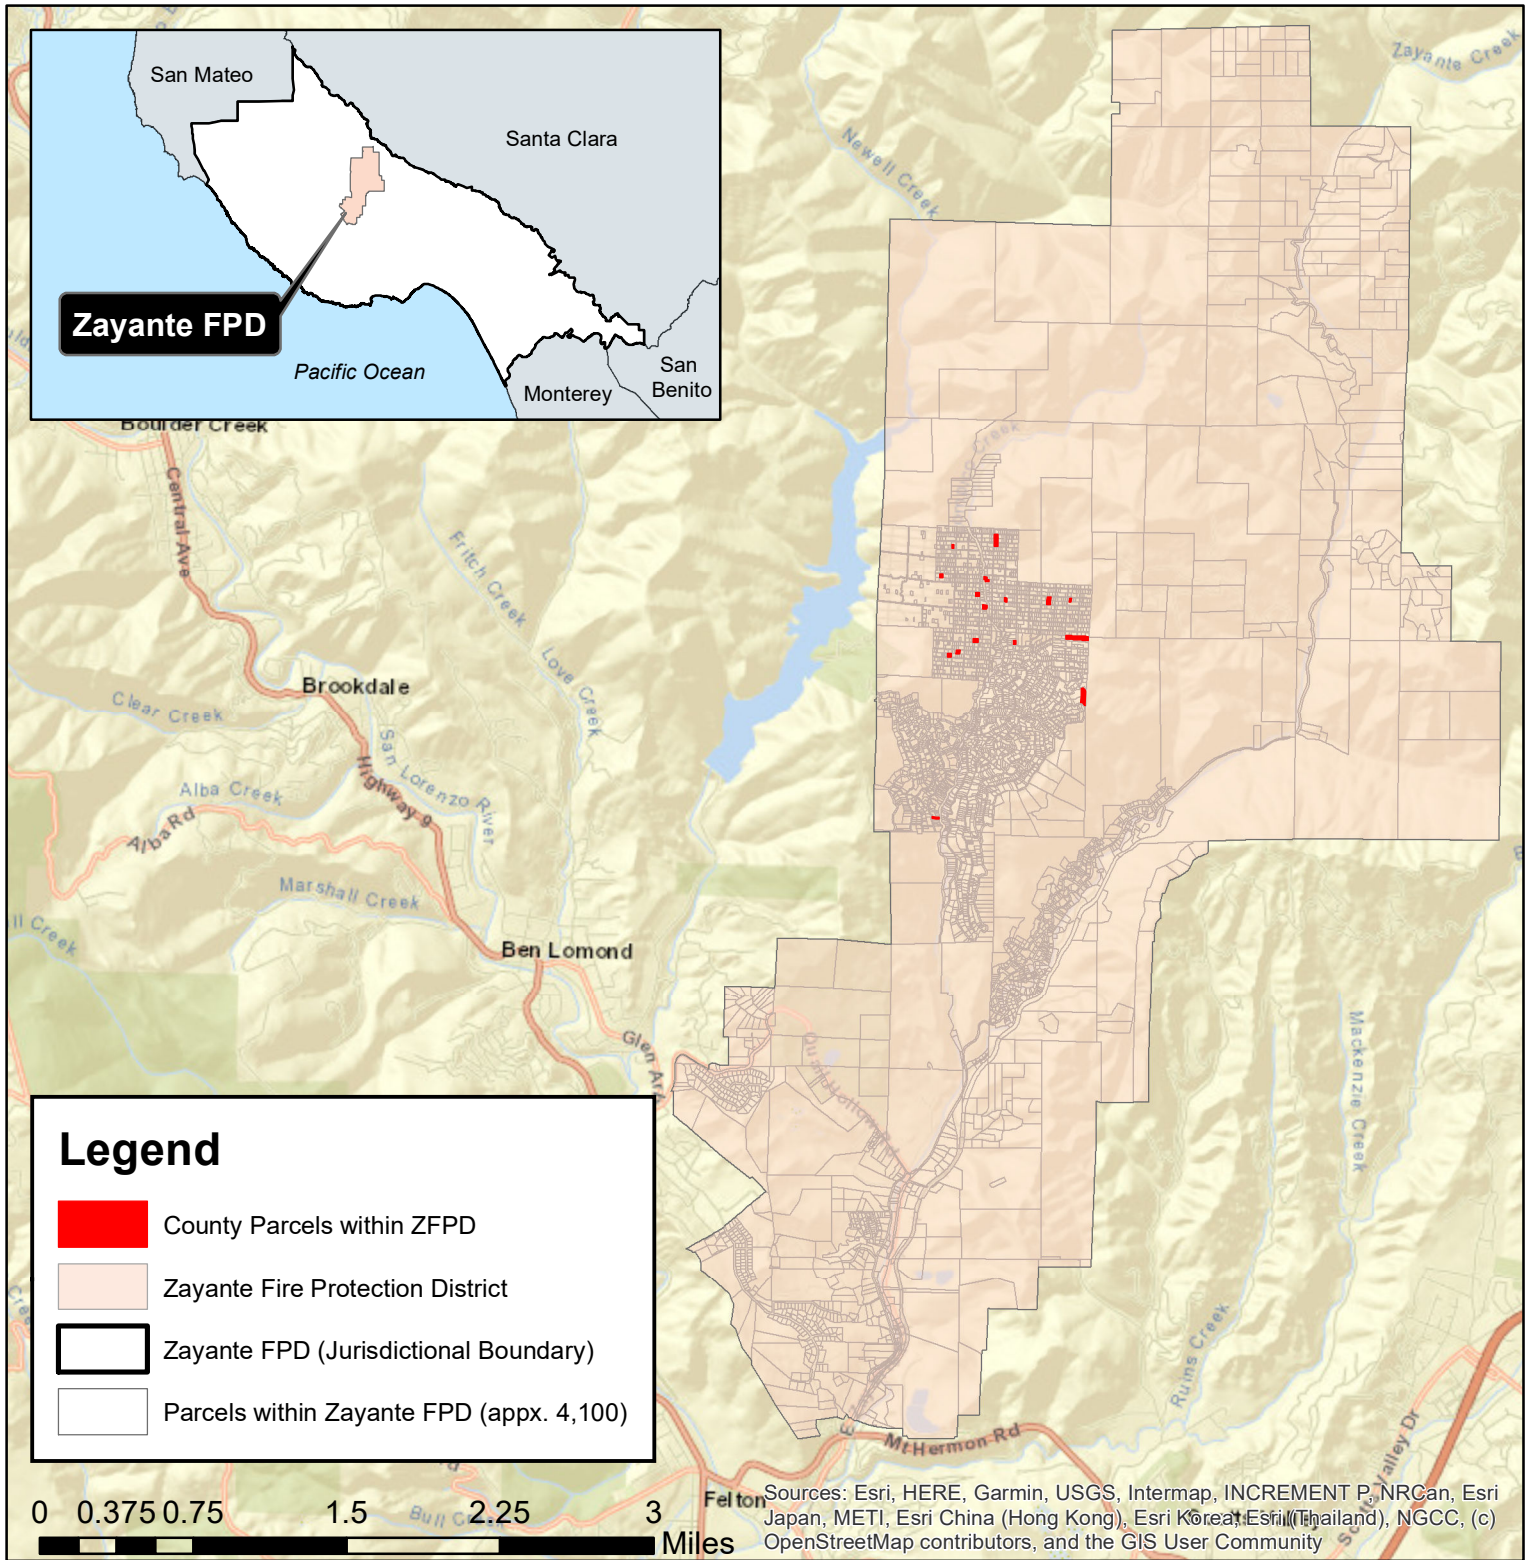 San Mateo
Santa Clara
Zayante FPD
Pacific Ocean
Monterey
San
Benito
Zayante Creek
Newell Creek
Boulder Creek
Central Ave
Fritch Creek
Love Creek
Brookdale
Clear Creek
San Lorenzo River
Highway 9
Alba Creek
Alba Rd
Marshall Creek
Ben Lomond
Glen Ar
Mackenzie Creek
Ruins Creek
Mt Hermon Rd
Felton
Bull Creek
Valley Dr
Legend
County Parcels within ZFPD
Zayante Fire Protection District
Zayante FPD (Jurisdictional Boundary)
Parcels within Zayante FPD (appx. 4,100)
0 0.375 0.75 1.5 2.25 3
Miles
Sources: Esri, HERE, Garmin, USGS, Intermap, INCREMENT P, NRCan, Esri
Japan, METI, Esri China (Hong Kong), Esri Korea, Esri (Thailand), NGCC, (c)
OpenStreetMap contributors, and the GIS User Community